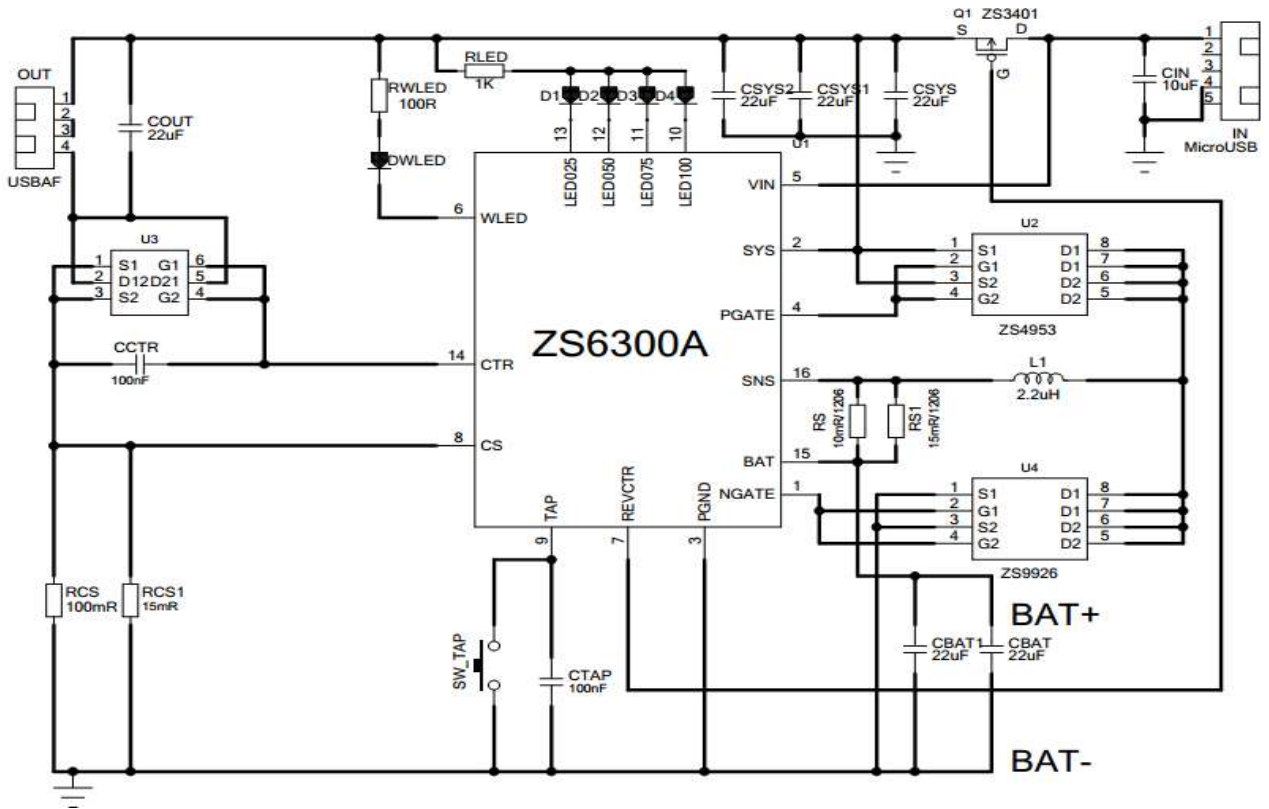 Q1 ZS3401
S D
G
OUT
1
2
3
4
USBAF
COUT
22uF
RWLED
100R
DWLED
RLED
1K
D1 D2 D3 D4
13 12 11 10
LED025 LED050 LED075 LED100
CSYS2
22uF
CSYS1
22uF
CSYS
22uF
CIN
10uF
1
2
3
4
5
IN
MicroUSB
U1
ZS6300A
6 WLED
14 CTR
8 CS
VIN 5
SYS 2
PGATE 4
SNS 16
BAT 15
NGATE 1
TAP
9
REVCTR
7
PGND
3
U3
1 S1 G1 6
2 D12 D21 5
3 S2 G2 4
CCTR
100nF
U2
1 S1 D1 8
2 G1 D1 7
3 S2 D2 6
4 G2 D2 5
ZS4953
L1
2.2uH
RS
10mR/1206
RS1
15mR/1206
U4
1 S1 D1 8
2 G1 D1 7
3 S2 D2 6
4 G2 D2 5
ZS9926
RCS
100mR
RCS1
15mR
SW_TAP
CTAP
100nF
BAT+
CBAT1
22uF
CBAT
22uF
BAT-